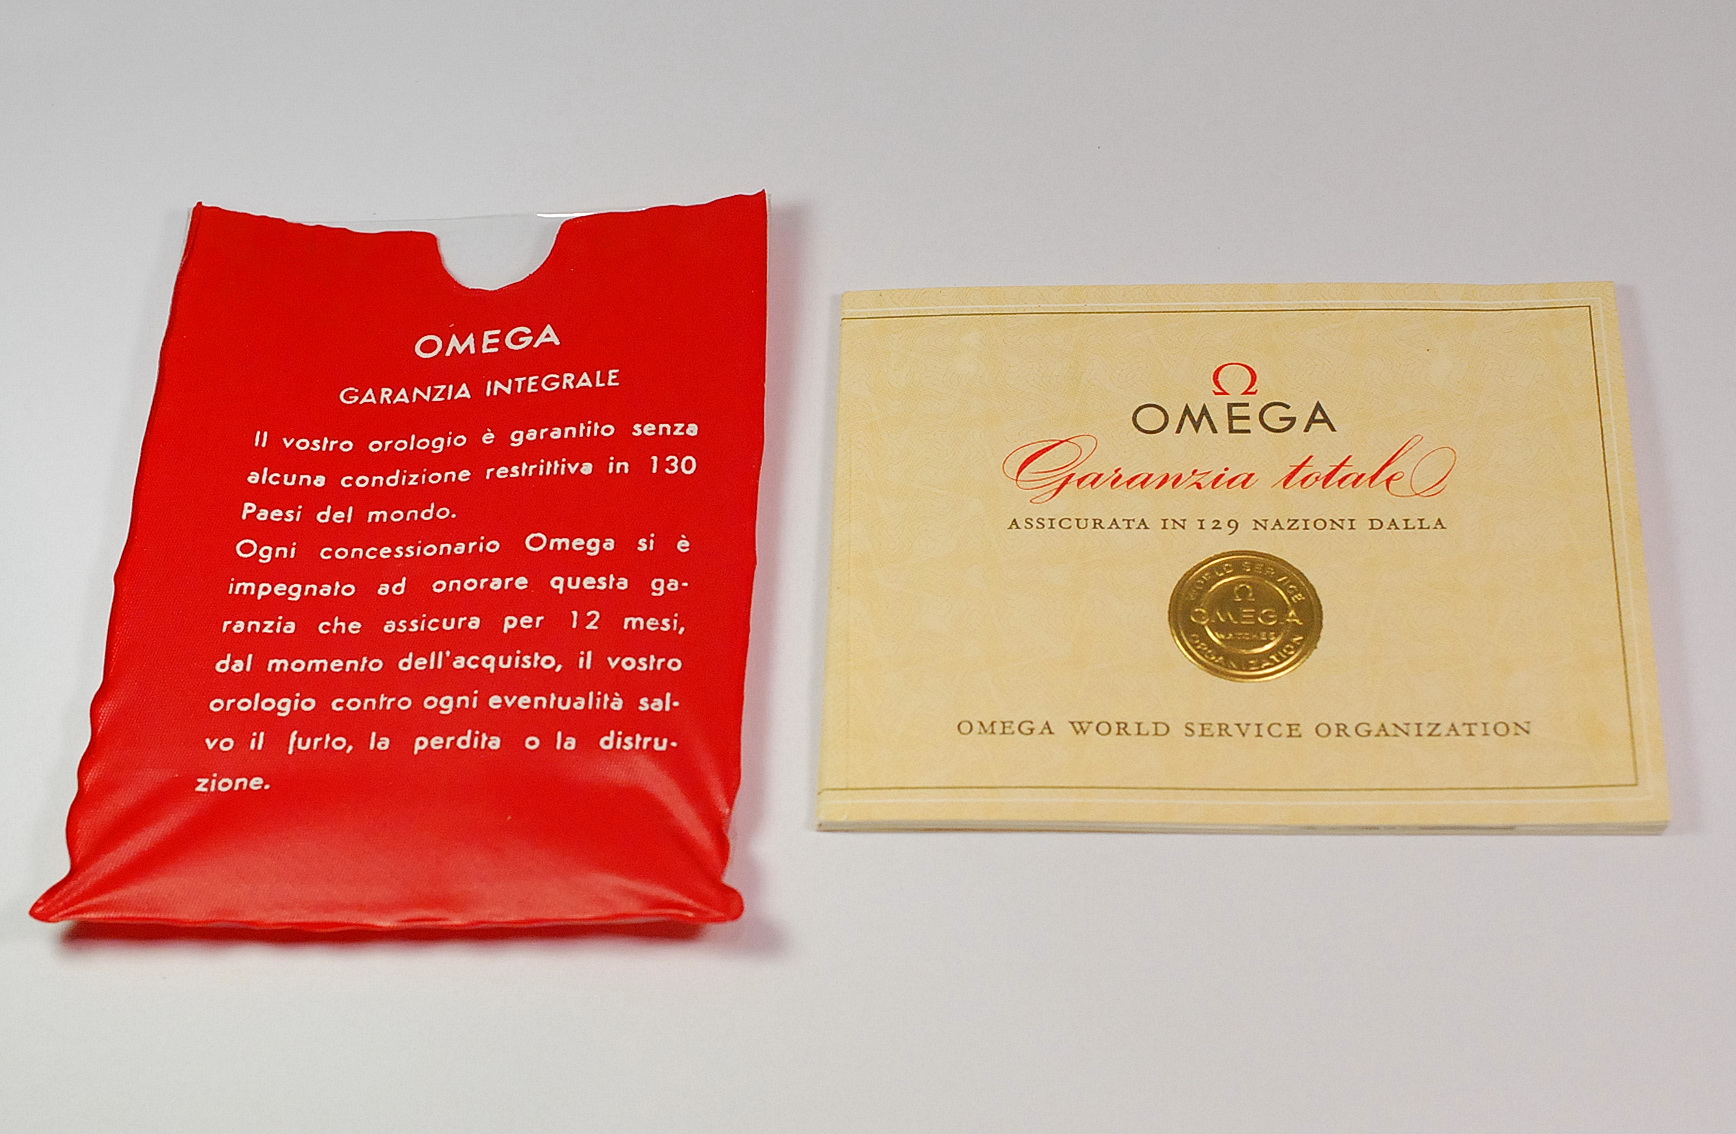 OMEGA
GARANZIA INTEGRALE
Il vostro orologio è garantito senza
alcuna condizione restrittiva in 130
Paesi del mondo.
Ogni concessionario Omega si è
impegnato ad onorare questa ga-
ranzia che assicura per 12 mesi,
dal momento dell'acquisto, il vostro
orologio contro ogni eventualità sal-
vo il furto, la perdita o la distru-
zione.
Ω
OMEGA
Garanzia totale
ASSICURATA IN 129 NAZIONI DALLA
WORLD SERVICE
Ω
OMEGA
WATCHES
ORGANIZATION
OMEGA WORLD SERVICE ORGANIZATION